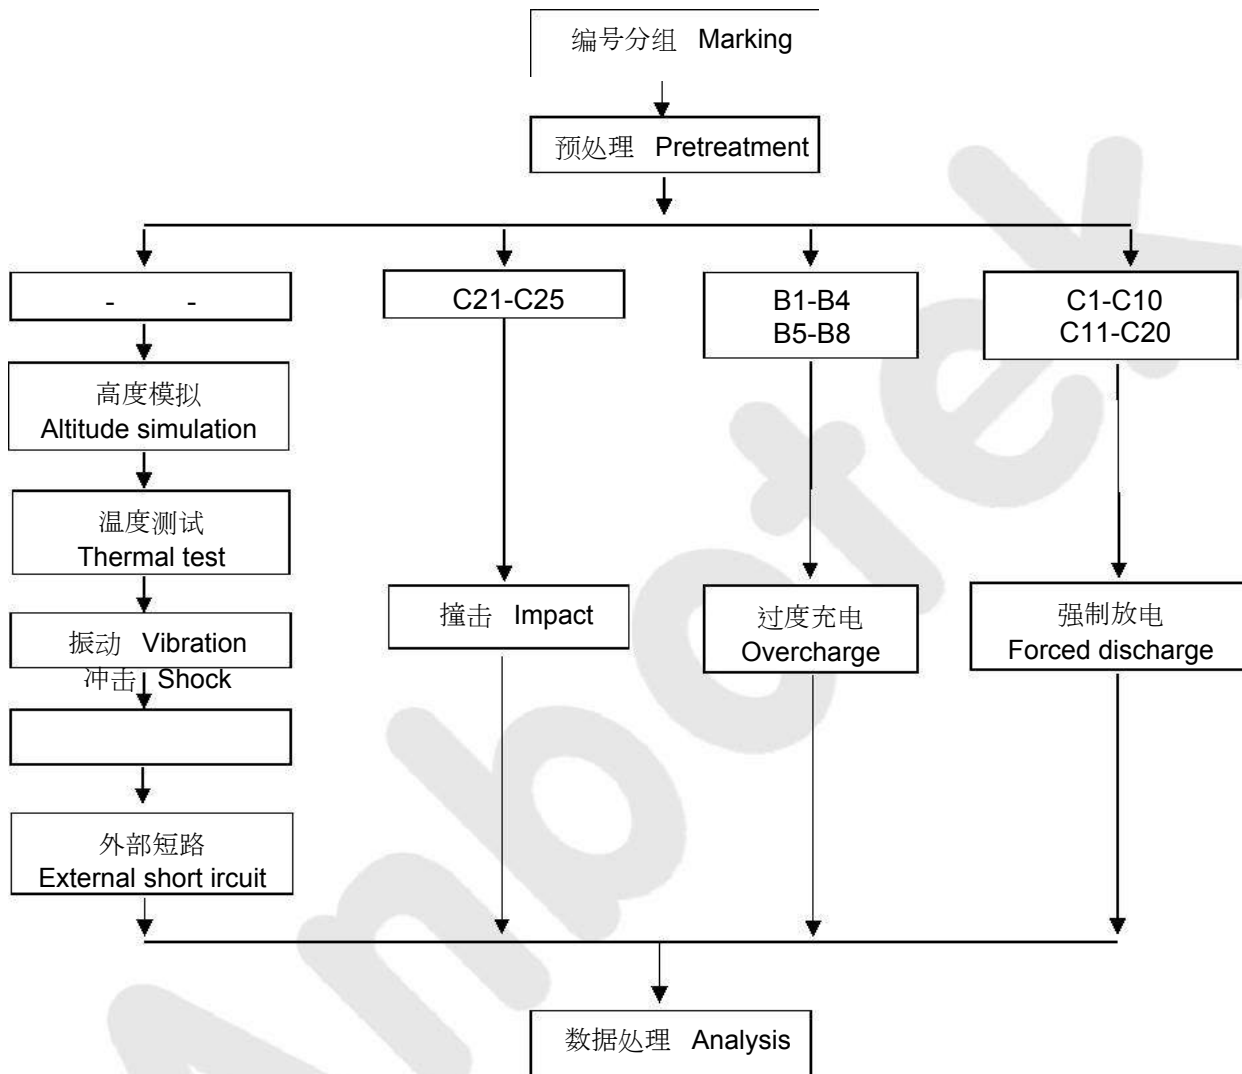 编号分组 Marking
预处理 Pretreatment
- -
C21-C25
B1-B4
B5-B8
C1-C10
C11-C20
高度模拟
Altitude simulation
温度测试
Thermal test
振动 Vibration
冲击 Shock
撞击 Impact
过度充电
Overcharge
强制放电
Forced discharge
外部短路
External short ircuit
数据处理 Analysis
Anbotek